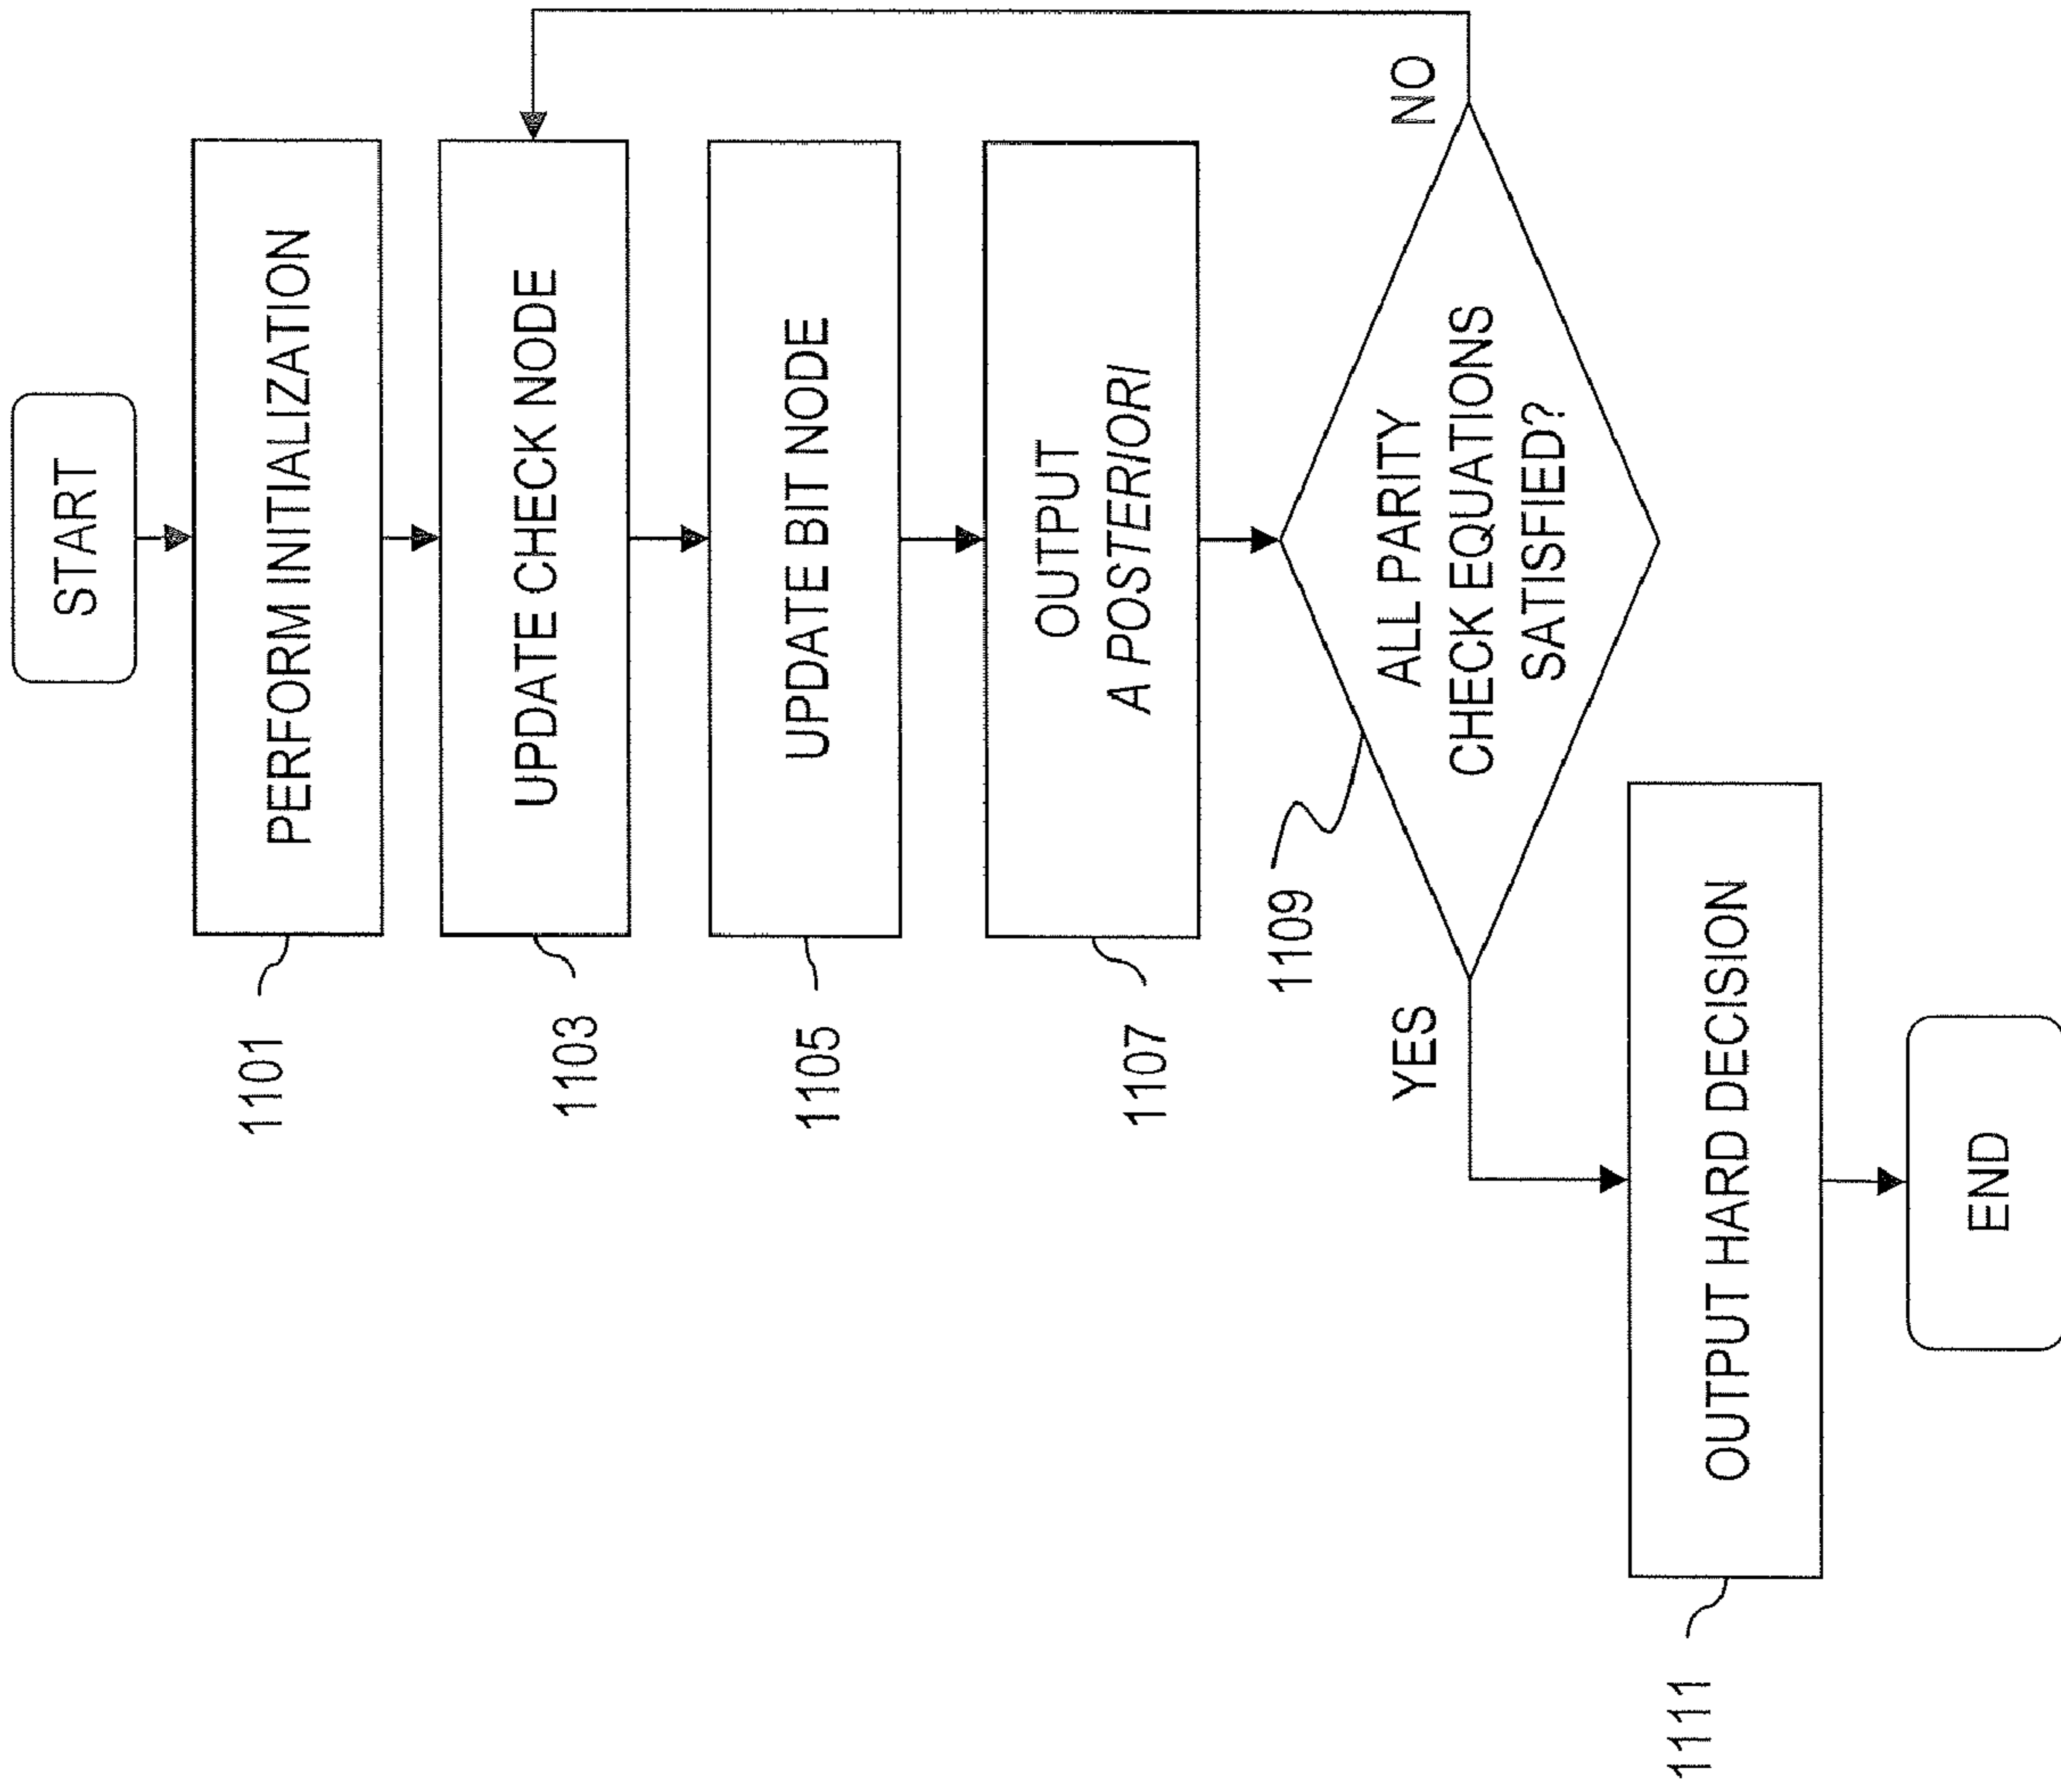 START
PERFORM INITIALIZATION
1101
UPDATE CHECK NODE
1103
UPDATE BIT NODE
1105
OUTPUT
A POSTERIORI
1107
ALL PARITY
CHECK EQUATIONS
SATISFIED?
1109
NO
YES
OUTPUT HARD DECISION
1111
END